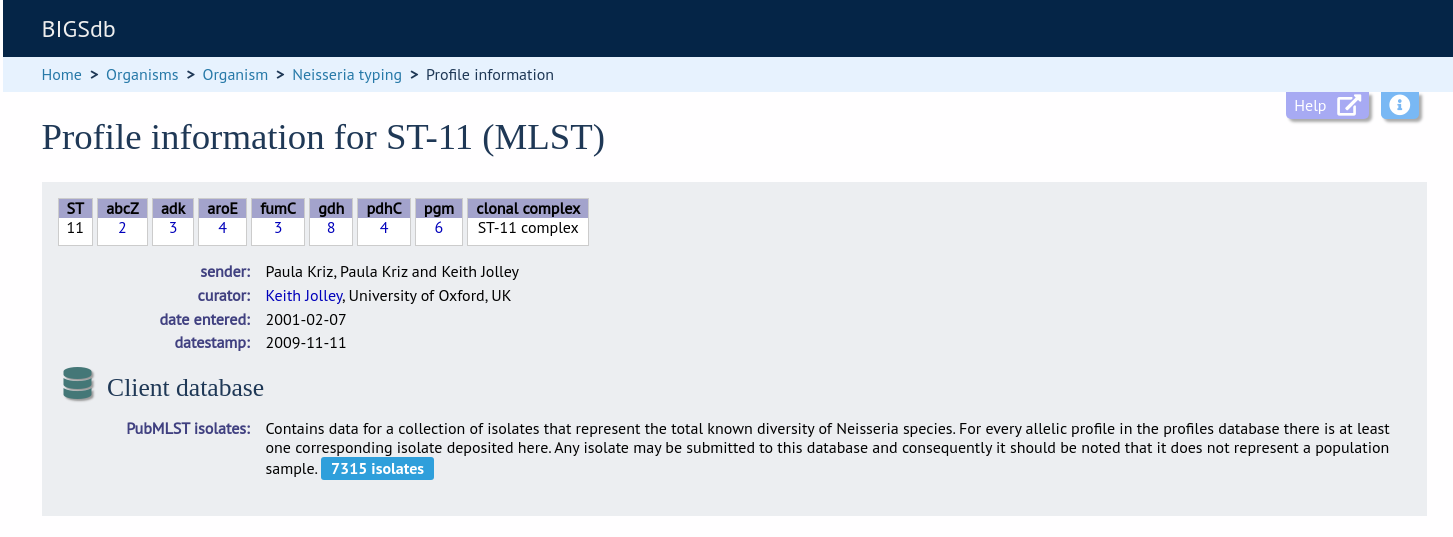 BIGSdb
Home > Organisms > Organism > Neisseria typing > Profile information
Help
Profile information for ST-11 (MLST)
ST abcZ adk aroE fumC gdh pdhC pgm clonal complex
11 2 3 4 3 8 4 6 ST-11 complex
sender: Paula Kriz, Paula Kriz and Keith Jolley
curator: Keith Jolley, University of Oxford, UK
date entered: 2001-02-07
datestamp: 2009-11-11
Client database
PubMLST isolates: Contains data for a collection of isolates that represent the total known diversity of Neisseria species. For every allelic profile in the profiles database there is at least
one corresponding isolate deposited here. Any isolate may be submitted to this database and consequently it should be noted that it does not represent a population
sample. 7315 isolates